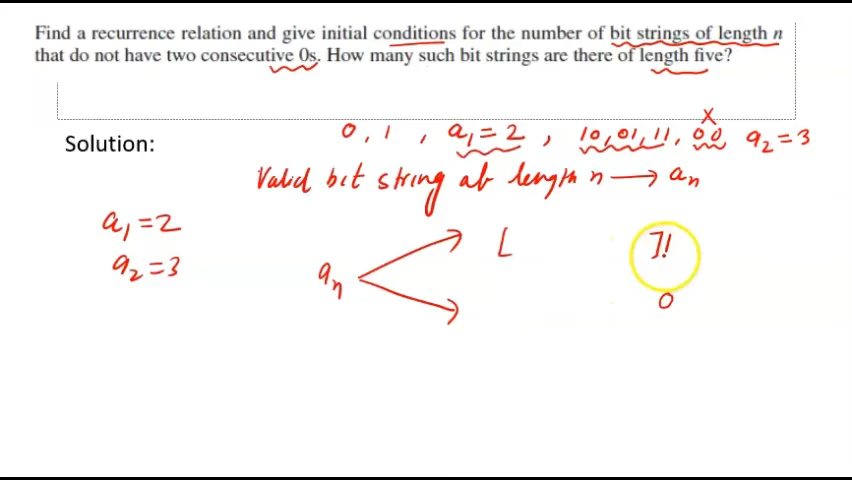 Find a recurrence relation and give initial conditions for the number of bit strings of length n
that do not have two consecutive 0s. How many such bit strings are there of length five?
X
Solution: 0, 1 , a₁ = 2 , 10, 01, 11, 00 a₂ = 3
Valid bit string ab length n → aₙ
a₁ = 2
a₂ = 3
aₙ [ ]1
0